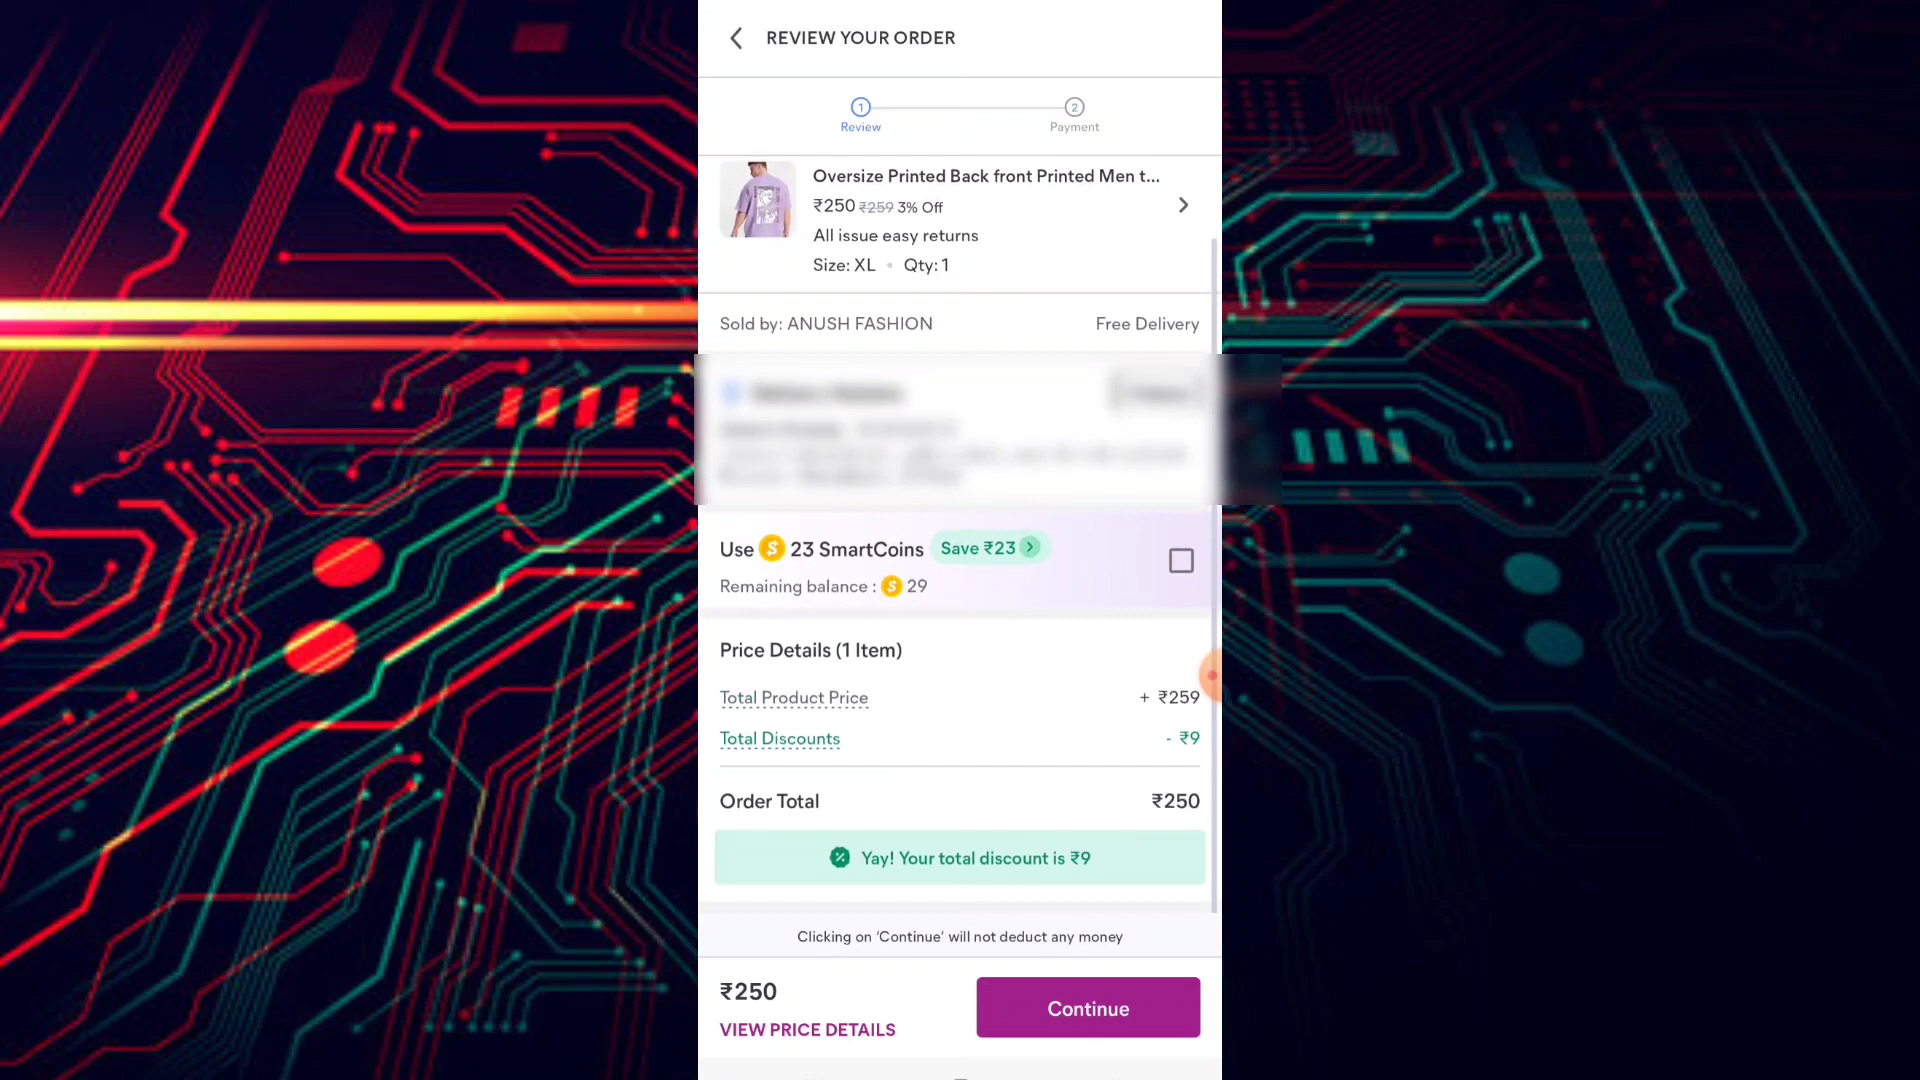 REVIEW YOUR ORDER
1
2
Review
Payment
Oversize Printed Back front Printed Men t...
₹250 ₹259 3% Off
All issue easy returns
Size: XL • Qty: 1
Sold by: ANUSH FASHION
Free Delivery
Use 23 SmartCoins Save ₹23
Remaining balance : 29
Price Details (1 Item)
Total Product Price + ₹259
Total Discounts - ₹9
Order Total ₹250
Yay! Your total discount is ₹9
Clicking on ‘Continue’ will not deduct any money
₹250
VIEW PRICE DETAILS
Continue